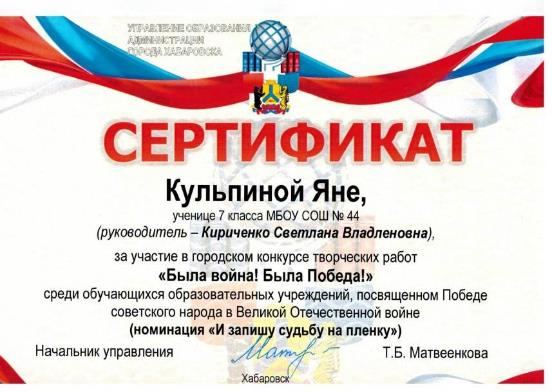 УПРАВЛЕНИЕ ОБРАЗОВАНИЯ
АДМИНИСТРАЦИИ
ГОРОДА ХАБАРОВСКА
СЕРТИФИКАТ
Кульпиной Яне,
ученице 7 класса МБОУ СОШ № 44
(руководитель – Кириченко Светлана Владленовна),
за участие в городском конкурсе творческих работ
«Была война! Была Победа!»
среди обучающихся образовательных учреждений, посвященном Победе
советского народа в Великой Отечественной войне
(номинация «И запишу судьбу на пленку»)
Начальник управления Т.Б. Матвеенкова
Хабаровск